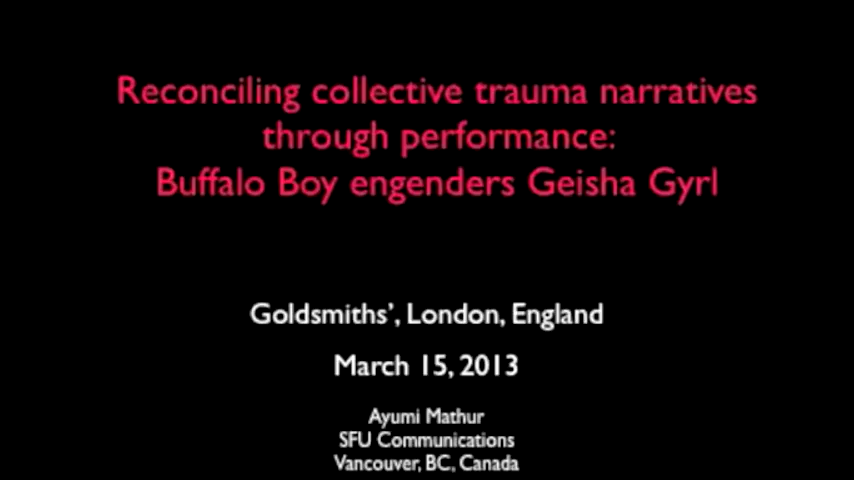 Reconciling collective trauma narratives
through performance:
Buffalo Boy engenders Geisha Gyrl
Goldsmiths’, London, England
March 15, 2013
Ayumi Mathur
SFU Communications
Vancouver, BC, Canada